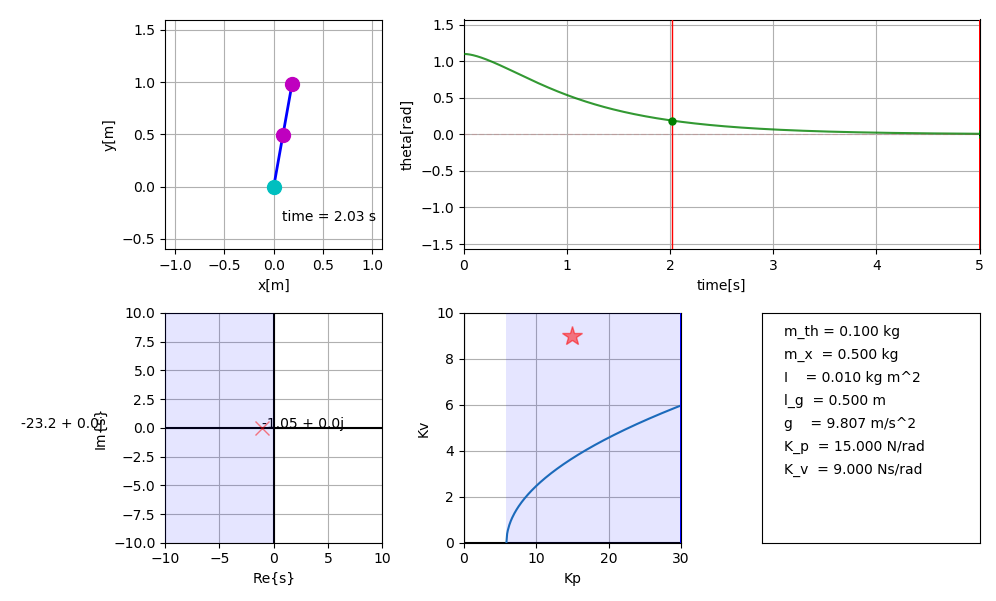 1.5
1.0
0.5
0.0
−0.5
y[m]
time = 2.03 s
−1.0 −0.5 0.0 0.5 1.0
x[m]
1.5
1.0
0.5
0.0
−0.5
−1.0
−1.5
theta[rad]
0 1 2 3 4 5
time[s]
10.0
7.5
5.0
2.5
0.0
−2.5
−5.0
−7.5
−10.0
Im{s}
-23.2 + 0.0j
-1.05 + 0.0j
−10 −5 0 5 10
Re{s}
10
8
6
4
2
0
Kv
0 10 20 30
Kp
m_th = 0.100 kg
m_x = 0.500 kg
I = 0.010 kg m^2
l_g = 0.500 m
g = 9.807 m/s^2
K_p = 15.000 N/rad
K_v = 9.000 Ns/rad